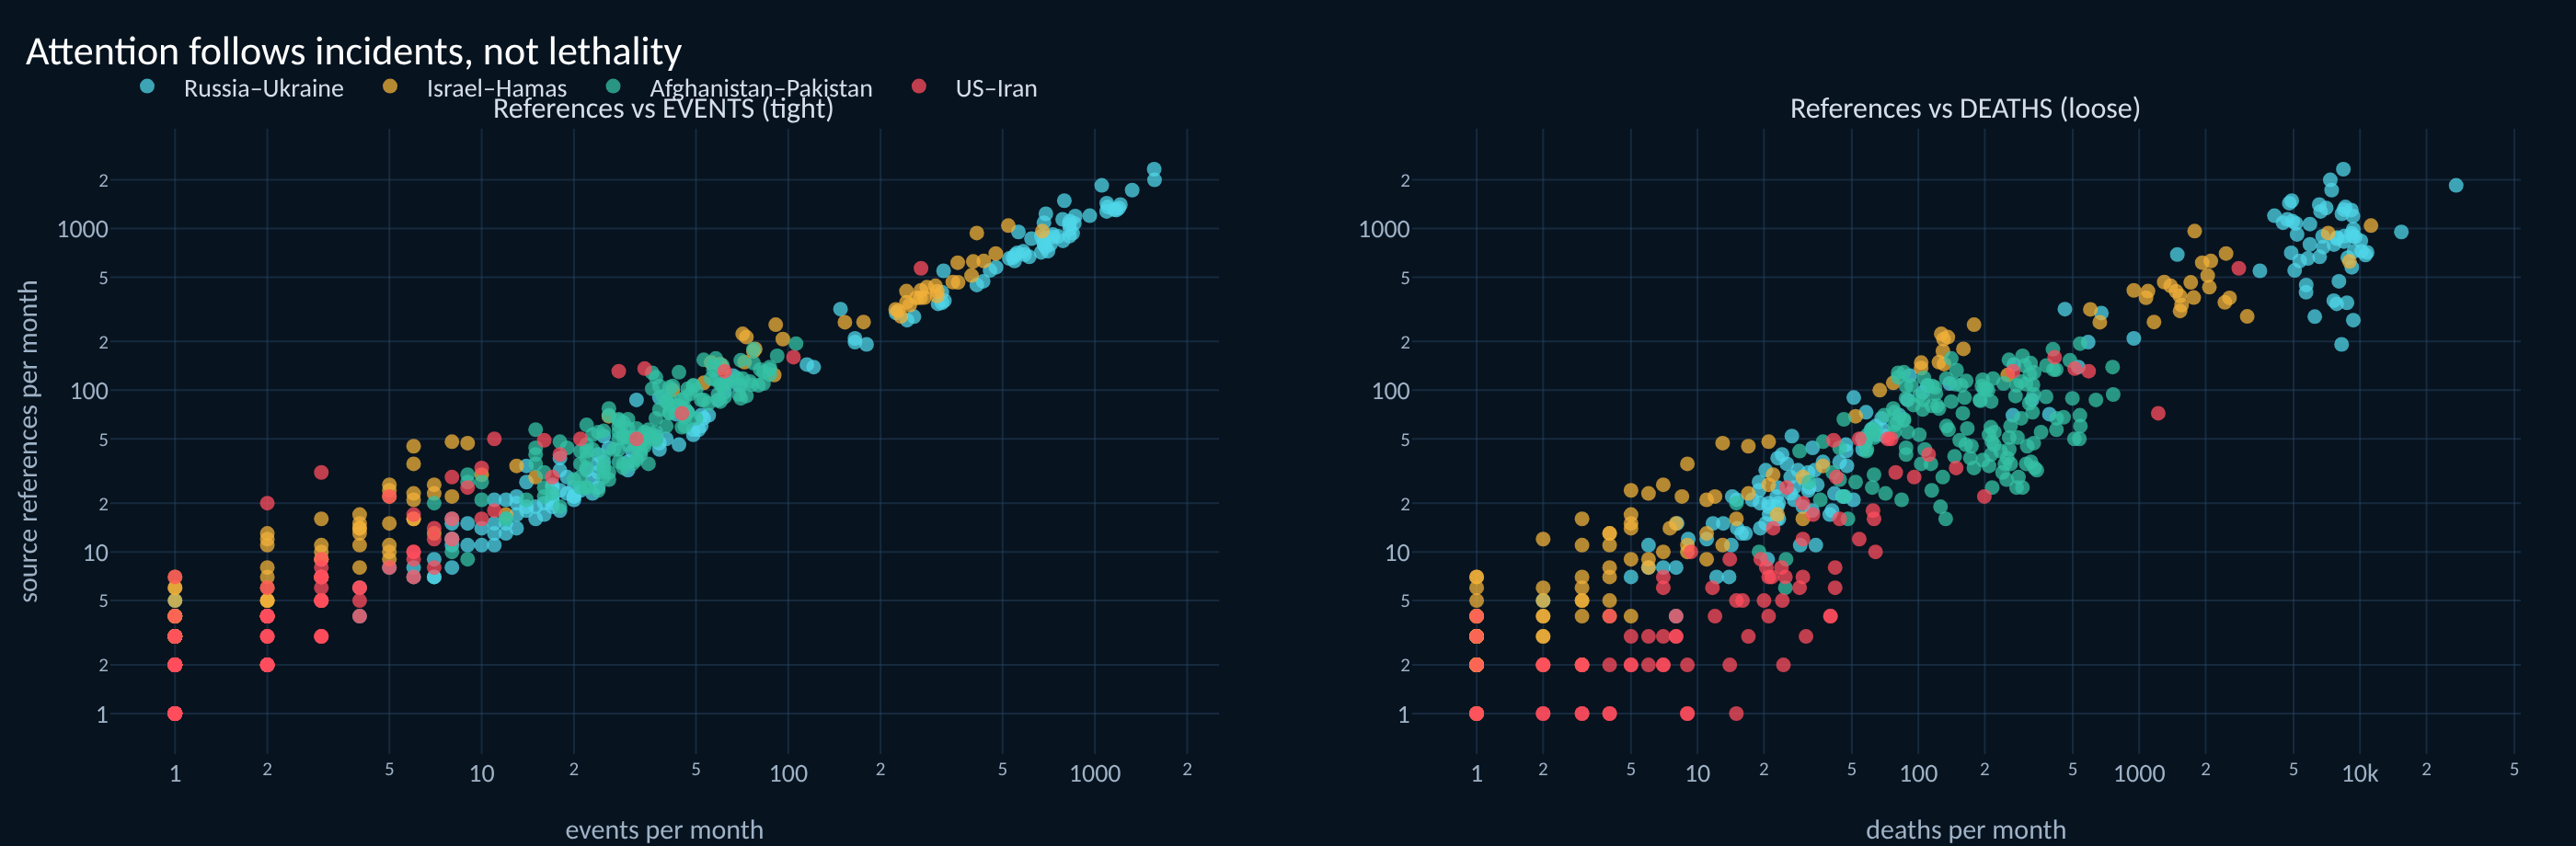 Attention follows incidents, not lethality
Russia–Ukraine Israel–Hamas Afghanistan–Pakistan US–Iran
References vs EVENTS (tight)
References vs DEATHS (loose)
source references per month
2
1000
5
2
100
5
2
10
5
2
1
1 2 5 10 2 5 100 2 5 1000 2
events per month
2
1000
5
2
100
5
2
10
5
2
1
1 2 5 10 2 5 100 2 5 1000 2 5 10k 2 5
deaths per month